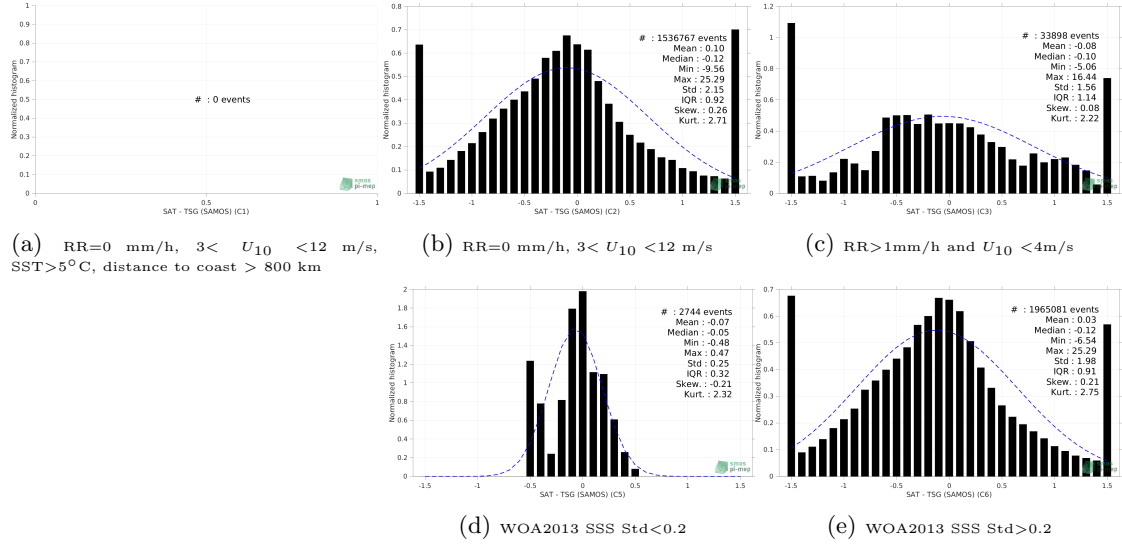 1
0.9
0.8
0.7
0.6
0.5
0.4
0.3
0.2
0.1
0
Normalized histogram
# : 0 events
smos
pi-mep
0 0.5 1
SAT - TSG (SAMOS) (C1)
(a) RR=0 mm/h, 3< U10 <12 m/s,
SST>5°C, distance to coast > 800 km
0.8
0.7
0.6
0.5
0.4
0.3
0.2
0.1
0
Normalized histogram
# : 1536767 events
Mean : 0.10
Median : -0.12
Min : -9.56
Max : 25.29
Std : 2.15
IQR : 0.92
Skew. : 0.26
Kurt. : 2.71
smos
pi-mep
-1.5 -1 -0.5 0 0.5 1 1.5
SAT - TSG (SAMOS) (C2)
(b) RR=0 mm/h, 3< U10 <12 m/s
1.2
1
0.8
0.6
0.4
0.2
0
Normalized histogram
# : 33898 events
Mean : -0.08
Median : -0.10
Min : -5.06
Max : 16.44
Std : 1.56
IQR : 1.14
Skew. : 0.08
Kurt. : 2.22
smos
pi-mep
-1.5 -1 -0.5 0 0.5 1 1.5
SAT - TSG (SAMOS) (C3)
(c) RR>1mm/h and U10 <4m/s
2
1.8
1.6
1.4
1.2
1
0.8
0.6
0.4
0.2
0
Normalized histogram
# : 2744 events
Mean : -0.07
Median : -0.05
Min : -0.48
Max : 0.47
Std : 0.25
IQR : 0.32
Skew. : -0.21
Kurt. : 2.32
smos
pi-mep
-1.5 -1 -0.5 0 0.5 1 1.5
SAT - TSG (SAMOS) (C5)
(d) WOA2013 SSS Std<0.2
0.7
0.6
0.5
0.4
0.3
0.2
0.1
0
Normalized histogram
# : 1965081 events
Mean : 0.03
Median : -0.12
Min : -6.54
Max : 25.29
Std : 1.98
IQR : 0.91
Skew. : 0.21
Kurt. : 2.75
smos
pi-mep
-1.5 -1 -0.5 0 0.5 1 1.5
SAT - TSG (SAMOS) (C6)
(e) WOA2013 SSS Std>0.2